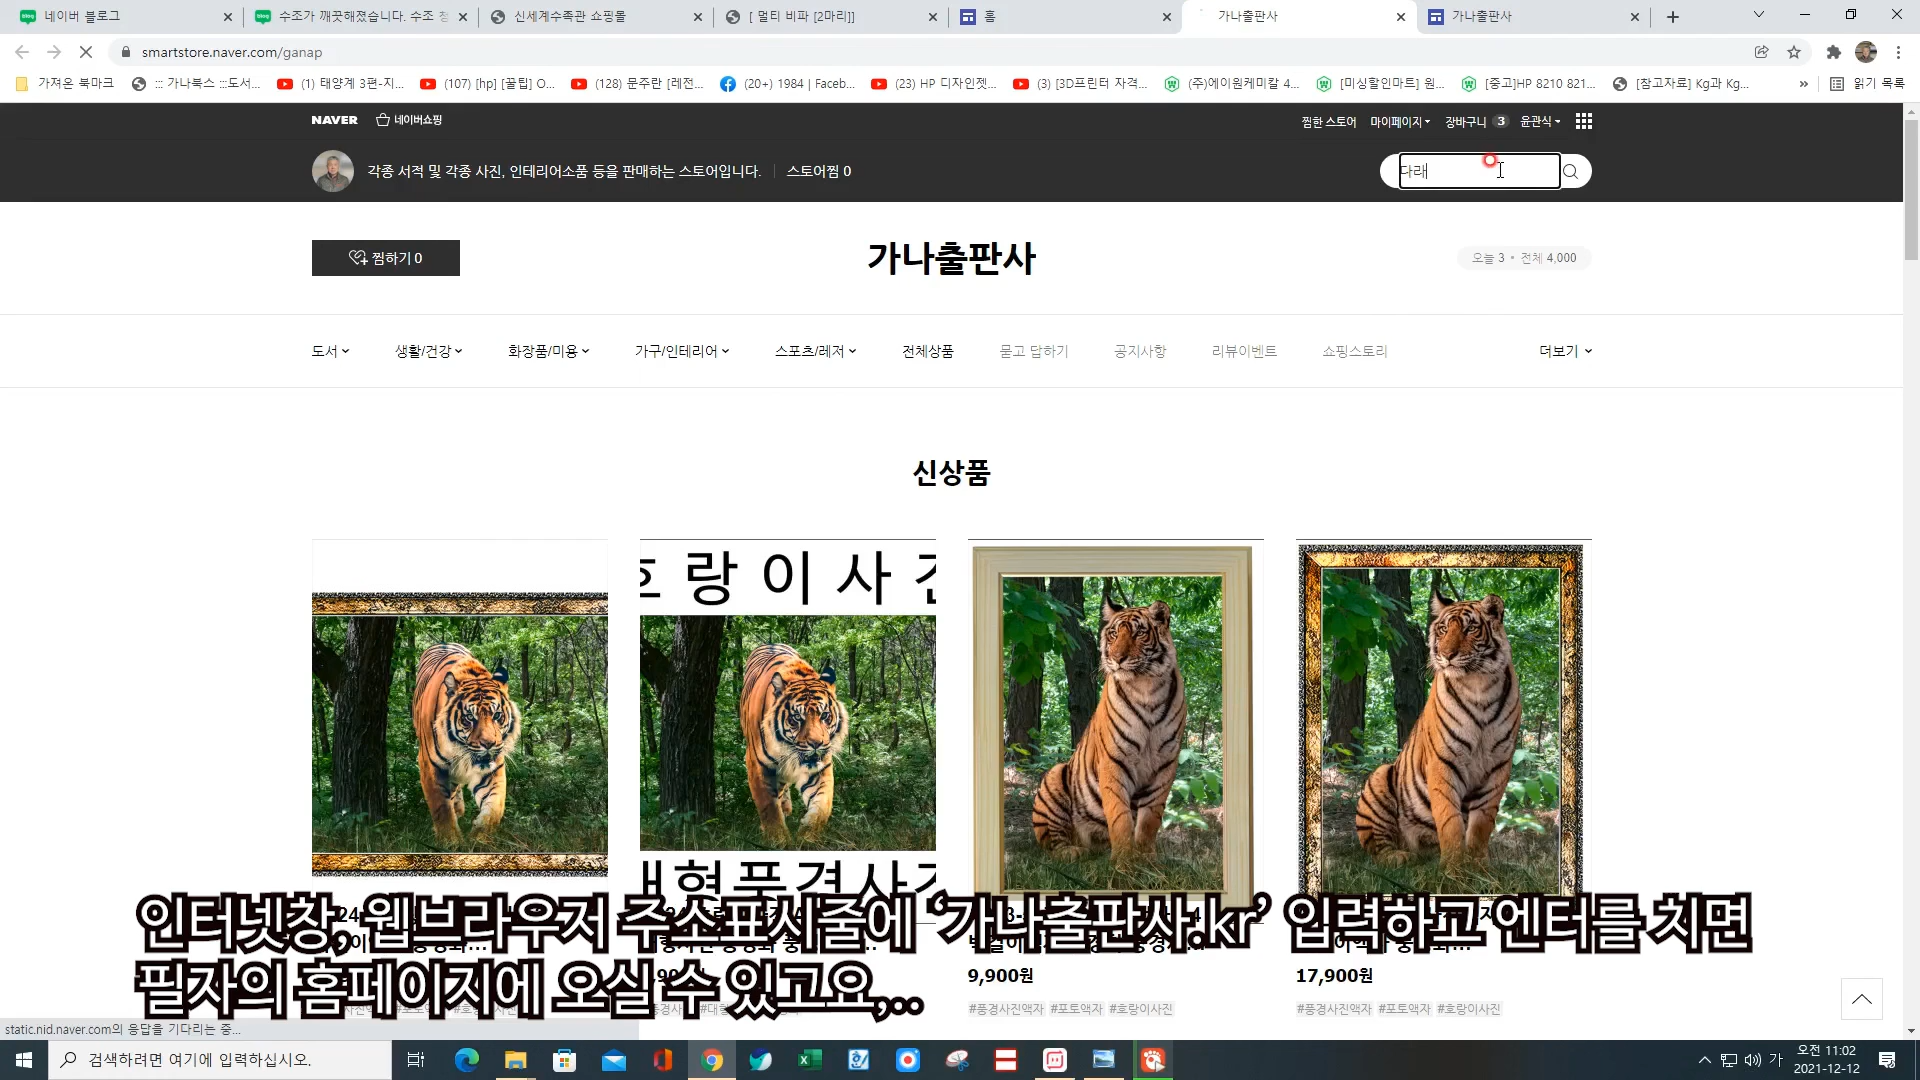 네이버 블로그
수조가 깨끗해졌습니다. 수조 청
신세계수족관 쇼핑몰
[ 멀티 비파 [2마리]]
홈
가나출판사
가나출판사
smartstore.naver.com/ganap
가져온 북마크
::: 가나북스 :::도서...
(1) 태양계 3편-지...
(107) [hp] [꿀팁] O...
(128) 문주란 [레전...
(20+) 1984 | Faceb...
(23) HP 디자인젯...
(3) [3D프린터 자격...
(주)에이원케미칼 4...
[미싱할인마트] 원...
[중고]HP 8210 821...
[참고자료] Kg과 Kg...
읽기 목록
NAVER 네이버쇼핑
찜한 스토어 마이페이지 장바구니 3 윤관식
각종 서적 및 각종 사진, 인테리어소품 등을 판매하는 스토어입니다. 스토어찜 0
다래
찜하기 0
가나출판사
오늘 3 • 전체 4,000
도서 생활/건강 화장품/미용 가구/인테리어 스포츠/레저 전체상품 묻고 답하기 공지사항 리뷰이벤트 쇼핑스토리 더보기
신상품
호랑이사진
대형풍경사진
인터넷창, 웹브라우저 주소표시줄에 ‘가나출판사.kr’ 입력하고 엔터를 치면
필자의 홈페이지에 오실 수 있고요,...
9,900원
17,900원
#풍경사진액자 #포토액자 #호랑이사진
#풍경사진액자 #포토액자 #호랑이사진
static.nid.naver.com의 응답을 기다리는 중...
검색하려면 여기에 입력하십시오.
가
오전 11:02
2021-12-12